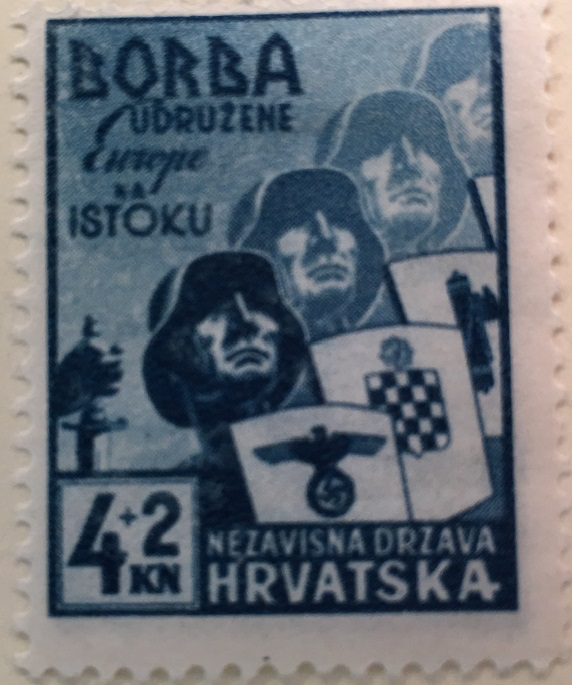 BORBA
UDRUŽENE
Europe
NA
ISTOKU
4+2
KN
NEZAVISNA DRŽAVA
HRVATSKA